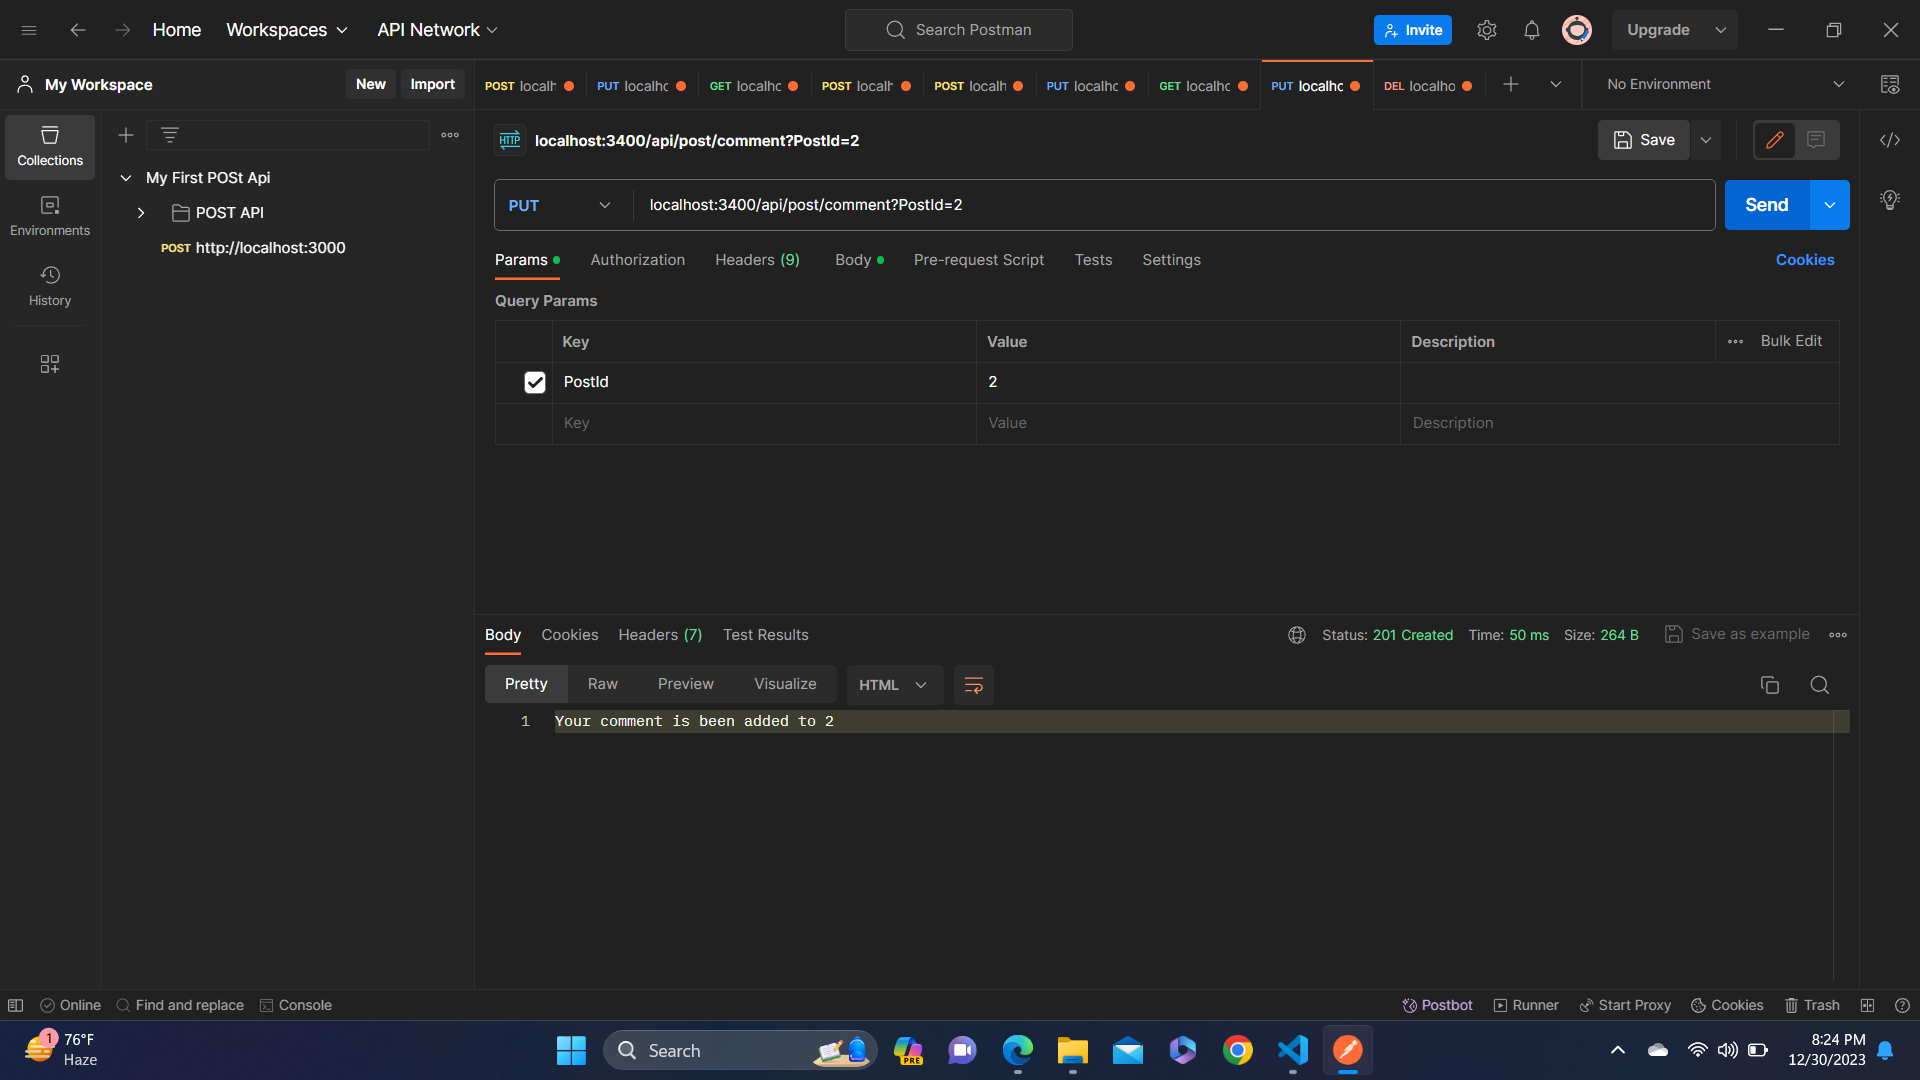 Home Workspaces API Network Search Postman Invite Upgrade
My Workspace New Import POST localh PUT localhc GET localhc POST localh POST localh PUT localhc GET localhc PUT localhc DEL localho No Environment
Collections
Environments
History
My First POSt Api
POST API
POST http://localhost:3000
HTTP localhost:3400/api/post/comment?PostId=2 Save
PUT localhost:3400/api/post/comment?PostId=2 Send
Params Authorization Headers (9) Body Pre-request Script Tests Settings Cookies
Query Params
Key Value Description Bulk Edit
PostId 2
Key Value Description
Body Cookies Headers (7) Test Results Status: 201 Created Time: 50 ms Size: 264 B Save as example
Pretty Raw Preview Visualize HTML
1 Your comment is been added to 2
Online Find and replace Console Postbot Runner Start Proxy Cookies Trash
1 76°F
Haze
Search
PRE
8:24 PM
12/30/2023